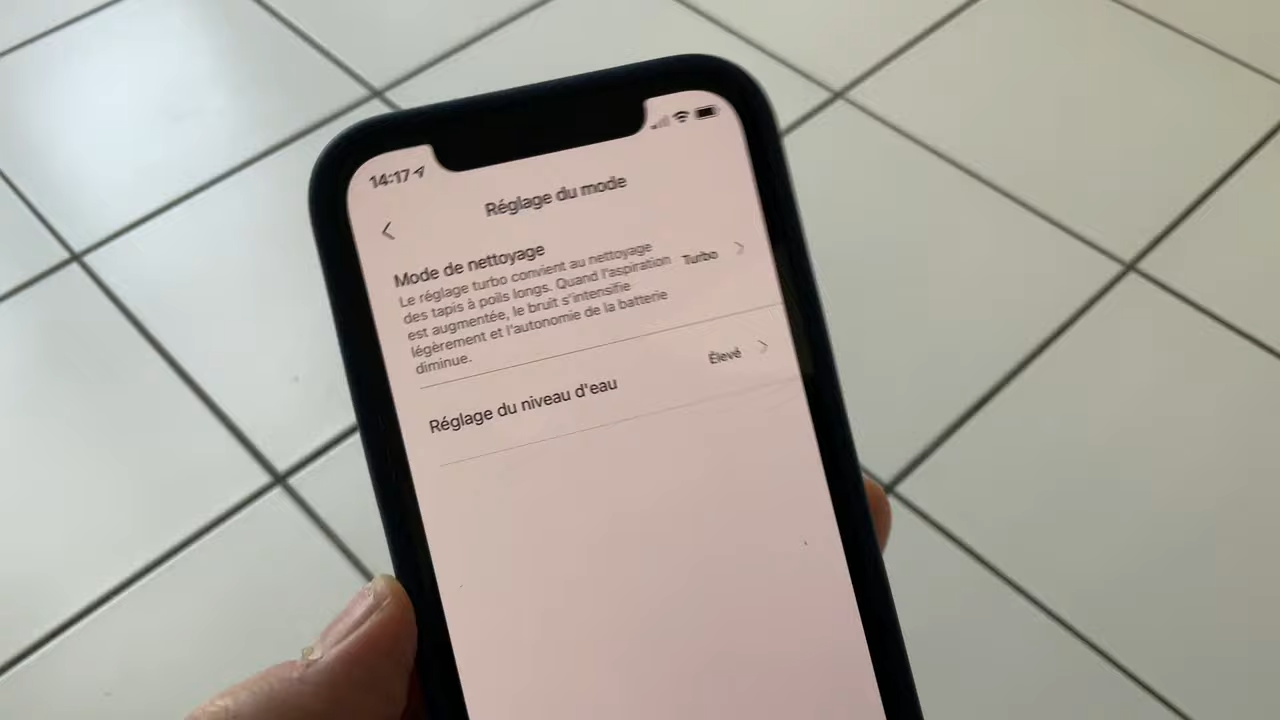 14:17
Réglage du mode
Mode de nettoyage
Le réglage turbo convient au nettoyage
des tapis à poils longs. Quand l'aspiration
est augmentée, le bruit s'intensifie
légèrement et l'autonomie de la batterie
diminue.
Turbo
Réglage du niveau d'eau
Élevé